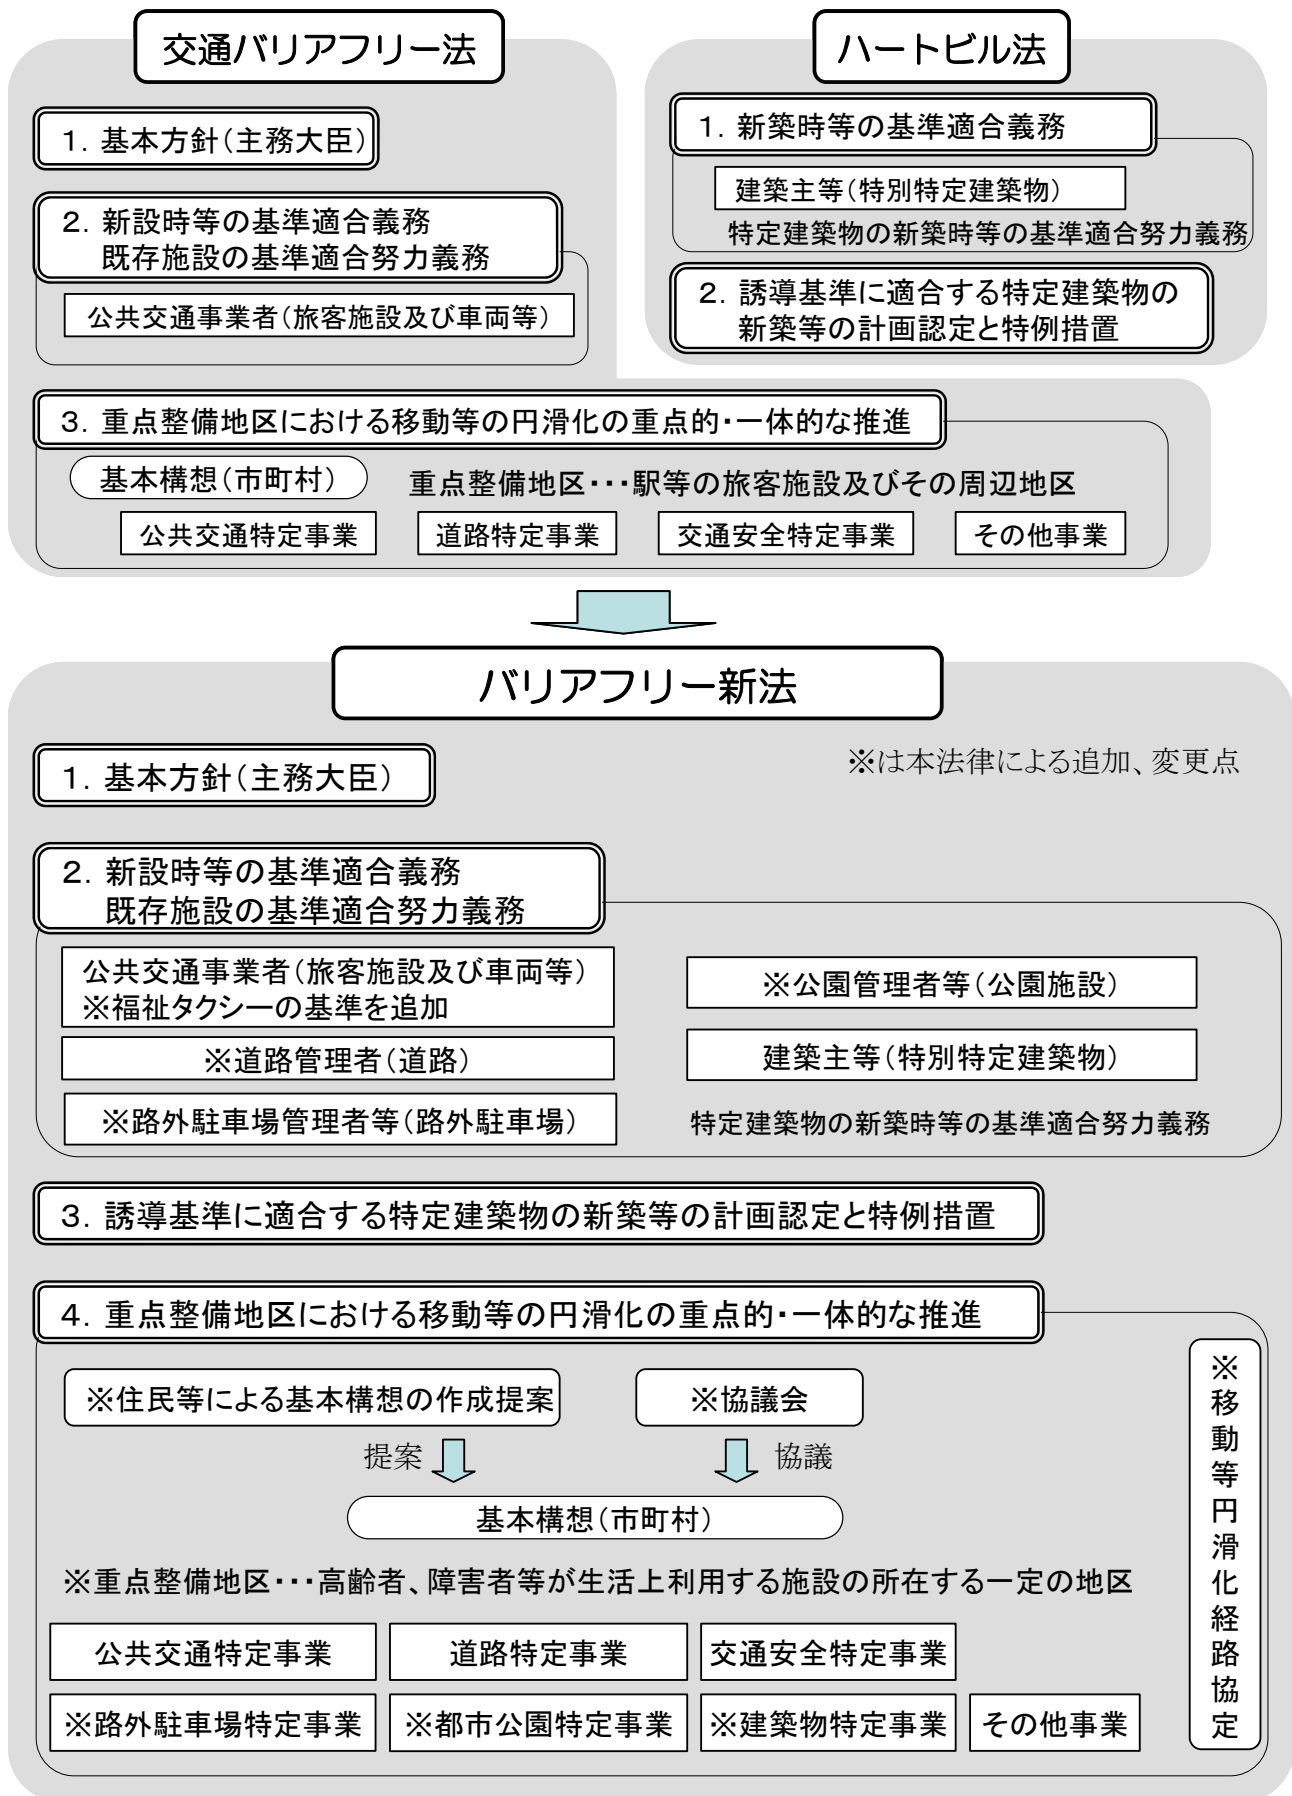 交通バリアフリー法
1．基本方針（主務大臣）
2．新設時等の基準適合義務
既存施設の基準適合努力義務
公共交通事業者（旅客施設及び車両等）
ハートビル法
1．新築時等の基準適合義務
建築主等（特別特定建築物）
特定建築物の新築時等の基準適合努力義務
2．誘導基準に適合する特定建築物の
新築等の計画認定と特例措置
3．重点整備地区における移動等の円滑化の重点的・一体的な推進
基本構想（市町村）
重点整備地区・・・駅等の旅客施設及びその周辺地区
公共交通特定事業
道路特定事業
交通安全特定事業
その他事業
バリアフリー新法
※は本法律による追加、変更点
1．基本方針（主務大臣）
2．新設時等の基準適合義務
既存施設の基準適合努力義務
公共交通事業者（旅客施設及び車両等）
※福祉タクシーの基準を追加
※道路管理者（道路）
※路外駐車場管理者等（路外駐車場）
※公園管理者等（公園施設）
建築主等（特別特定建築物）
特定建築物の新築時等の基準適合努力義務
3．誘導基準に適合する特定建築物の新築等の計画認定と特例措置
4．重点整備地区における移動等の円滑化の重点的・一体的な推進
※住民等による基本構想の作成提案
※協議会
提案
協議
基本構想（市町村）
※重点整備地区・・・高齢者、障害者等が生活上利用する施設の所在する一定の地区
公共交通特定事業
道路特定事業
交通安全特定事業
※路外駐車場特定事業
※都市公園特定事業
※建築物特定事業
その他事業
※移動等円滑化経路協定